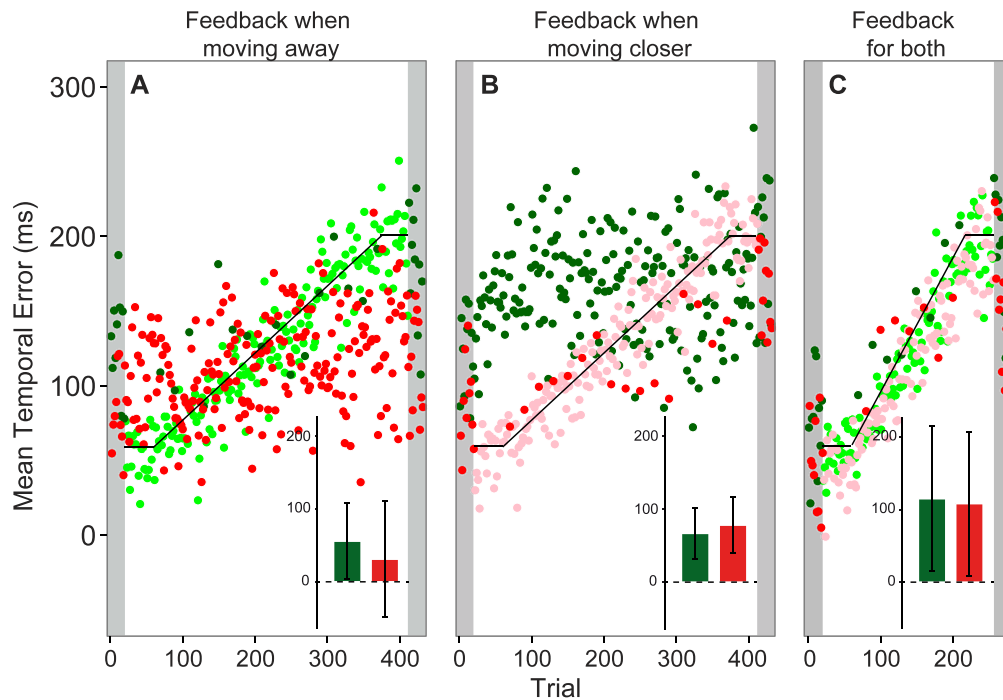 Feedback when
moving away
Feedback when
moving closer
Feedback
for both
A
B
C
Mean Temporal Error (ms)
300
200
100
0
200
100
0
200
100
0
200
100
0
0 100 200 300 400
0 100 200 300 400
0 100 200
Trial